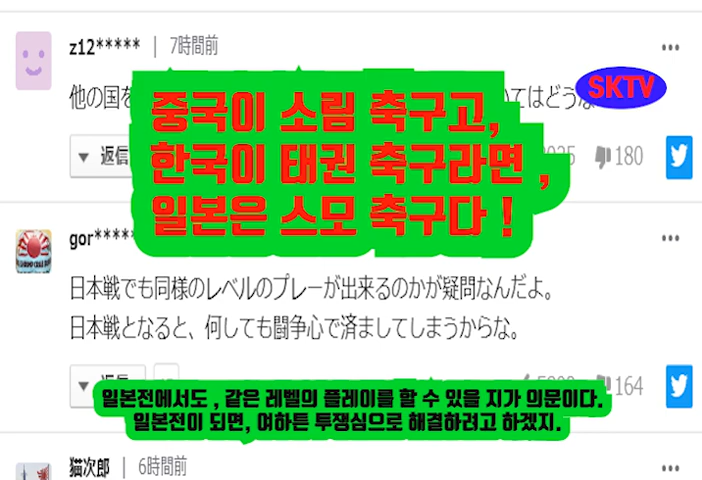 z12***** | 7時間前
SKTV
他の国を
いてはどうな
중국이 소림 축구고,
한국이 태권 축구라면 ,
일본은 스모 축구다 !
▼ 返信
180
gor*****
日本戦でも同様のレベルのプレーが出来るのかが疑問なんだよ。
日本戦となると、何しても闘争心で済ましてしまうからな。
164
일본전에서도 , 같은 레벨의 플레이를 할 수 있을 지가 의문이다.
일본전이 되면, 여하튼 투쟁심으로 해결하려고 하겠지.
猫次郎 | 6時間前